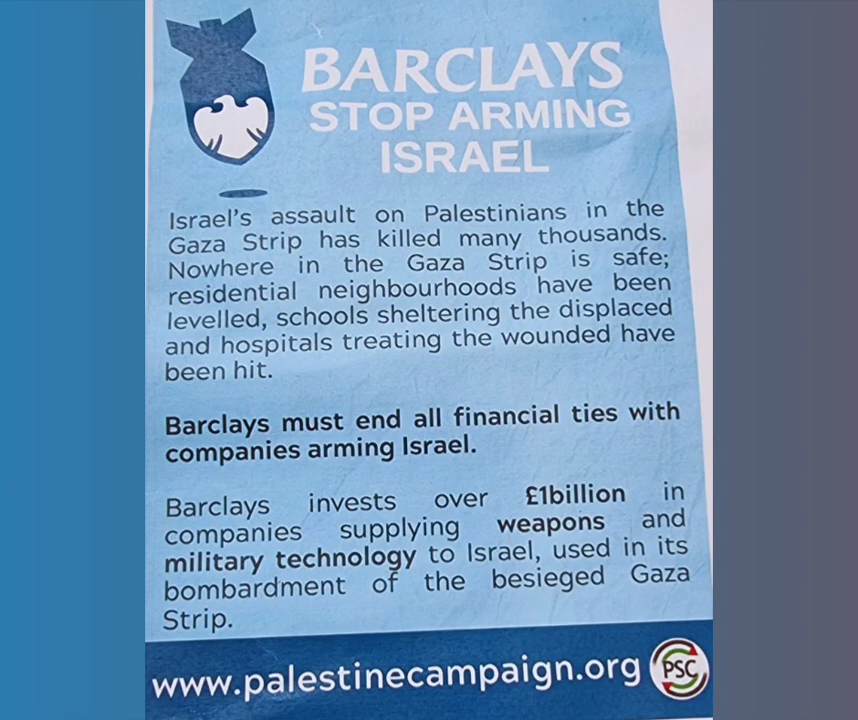 BARCLAYS
STOP ARMING
ISRAEL
Israel's assault on Palestinians in the
Gaza Strip has killed many thousands.
Nowhere in the Gaza Strip is safe;
residential neighbourhoods have been
levelled, schools sheltering the displaced
and hospitals treating the wounded have
been hit.
Barclays must end all financial ties with
companies arming Israel.
Barclays invests over £1billion in
companies supplying weapons and
military technology to Israel, used in its
bombardment of the besieged Gaza
Strip.
www.palestinecampaign.org
PSC